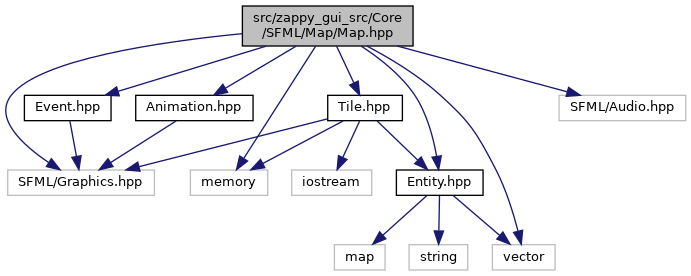 src/zappy_gui_src/Core
/SFML/Map/Map.hpp
Event.hpp
Animation.hpp
Tile.hpp
SFML/Audio.hpp
SFML/Graphics.hpp
memory
iostream
Entity.hpp
map
string
vector